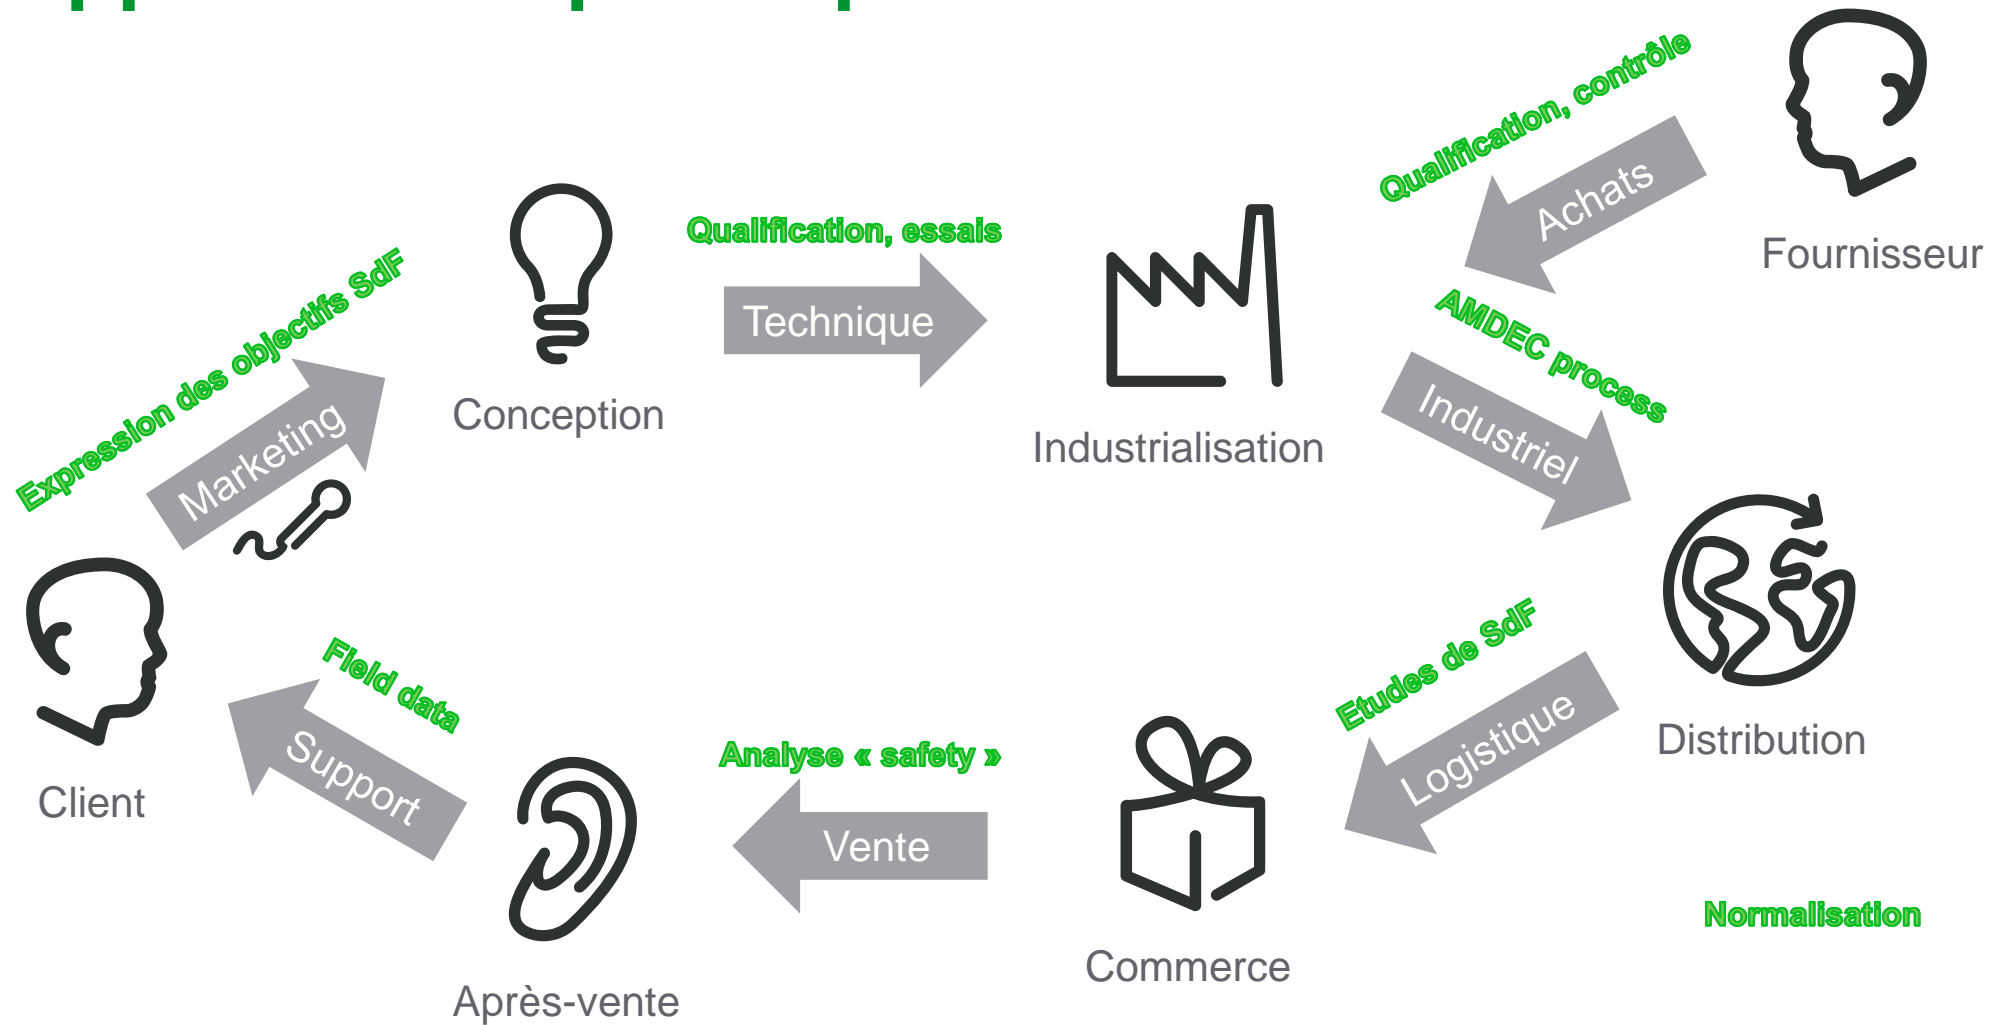 Qualification, contrôle
Achats
Fournisseur
Qualification, essais
Technique
Expression des objectifs SdF
Marketing
Conception
Industrialisation
AMDEC process
Industriel
Etudes de SdF
Logistique
Distribution
Field data
Support
Client
Analyse « safety »
Vente
Normalisation
Commerce
Après-vente